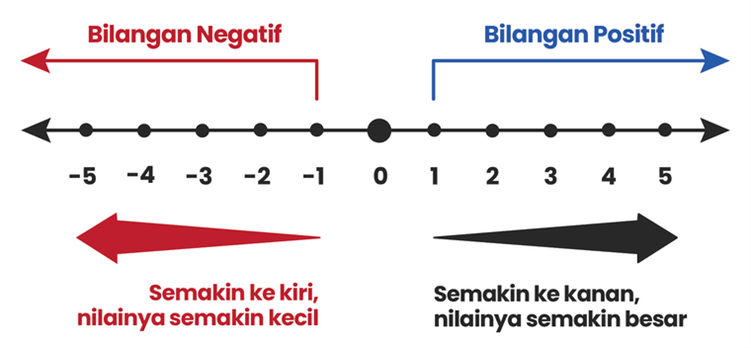 Bilangan Negatif Bilangan Positif
-5 -4 -3 -2 -1 0 1 2 3 4 5
Semakin ke kiri,
nilainya semakin kecil
Semakin ke kanan,
nilainya semakin besar